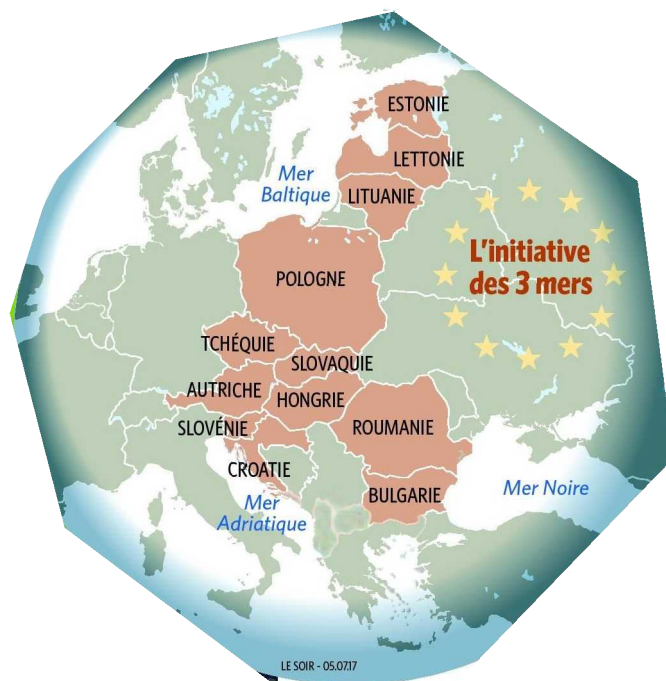 ESTONIE
LETTONIE
Mer
Baltique
LITUANIE
L'initiative
des 3 mers
POLOGNE
TCHÉQUIE
SLOVAQUIE
AUTRICHE
HONGRIE
SLOVÉNIE
ROUMANIE
CROATIE
BULGARIE
Mer Noire
Mer
Adriatique
LE SOIR - 05.07.17